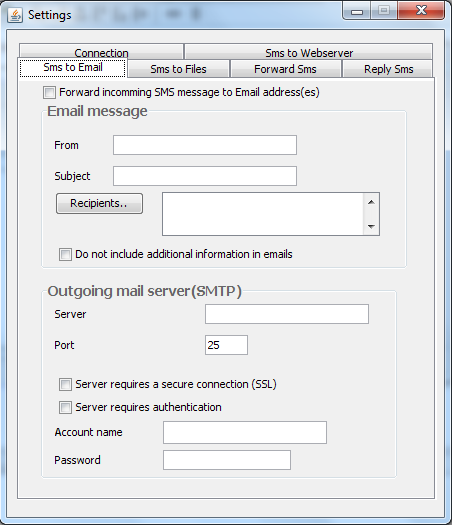 Settings
Connection
Sms to Webserver
Sms to Email
Sms to Files
Forward Sms
Reply Sms
Forward incomming SMS message to Email address(es)
Email message
From
Subject
Recipients..
Do not include additional information in emails
Outgoing mail server(SMTP)
Server
Port
25
Server requires a secure connection (SSL)
Server requires authentication
Account name
Password